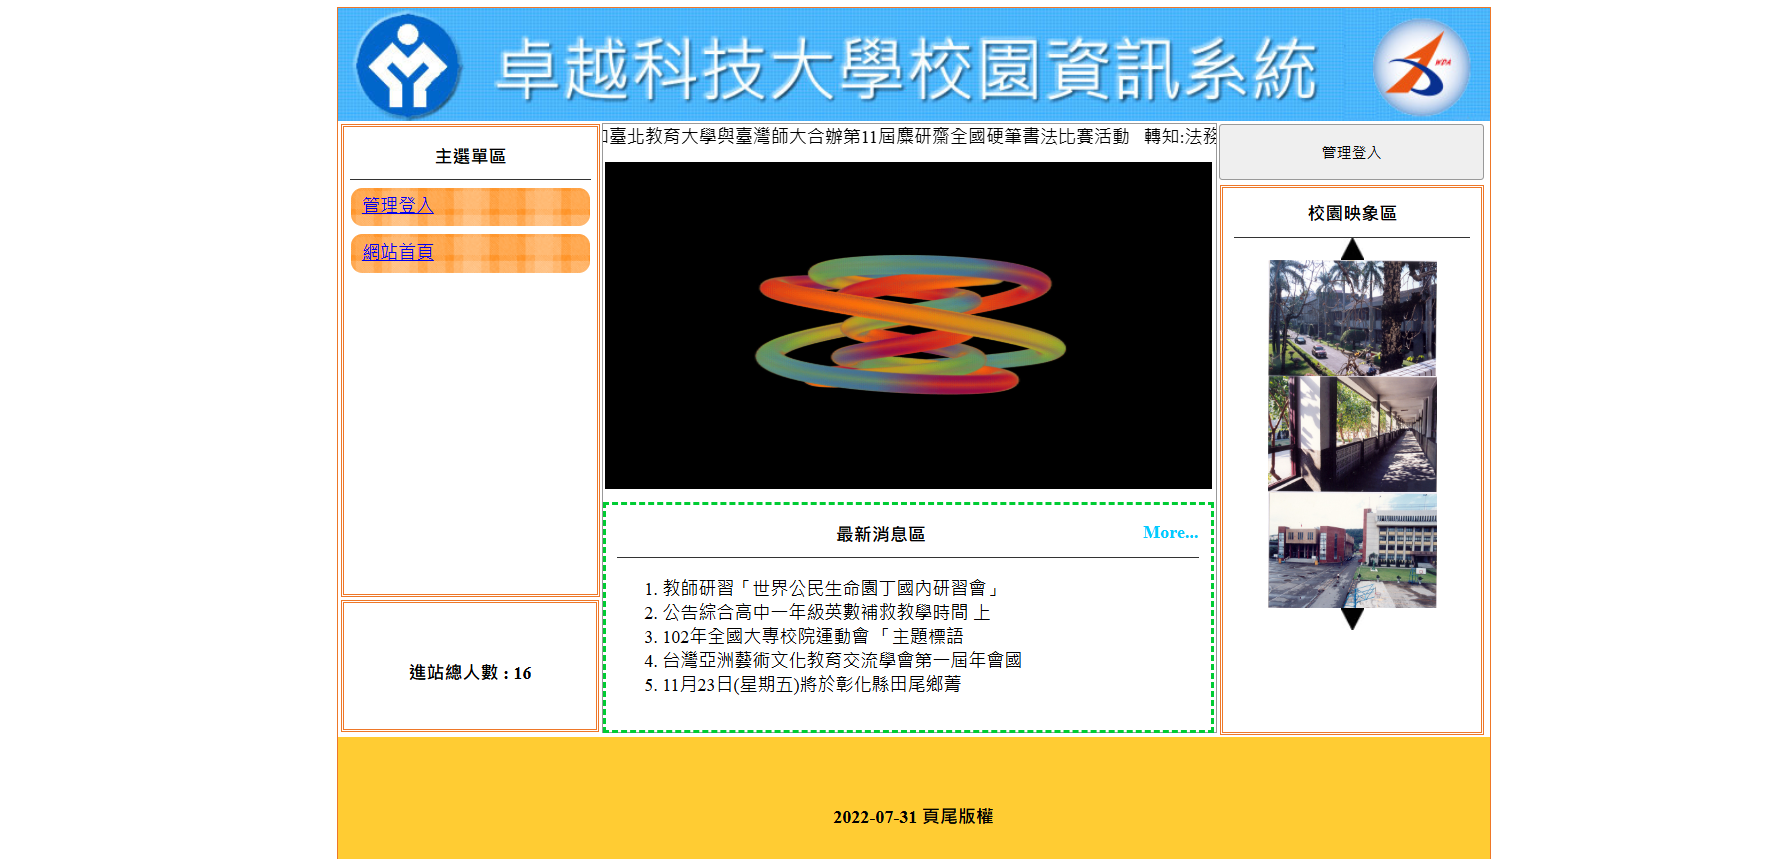 卓越科技大學校園資訊系統
WDA
臺北教育大學與臺灣師大合辦第11屆麋研齋全國硬筆書法比賽活動 轉知:法務
管理登入
主選單區
管理登入
網站首頁
校園映象區
最新消息區
More...
1. 教師研習「世界公民生命園丁國內研習會」
2. 公告綜合高中一年級英數補救教學時間 上
3. 102年全國大專校院運動會 「主題標語
4. 台灣亞洲藝術文化教育交流學會第一屆年會國
5. 11月23日(星期五)將於彰化縣田尾鄉菁
進站總人數 : 16
2022-07-31 頁尾版權